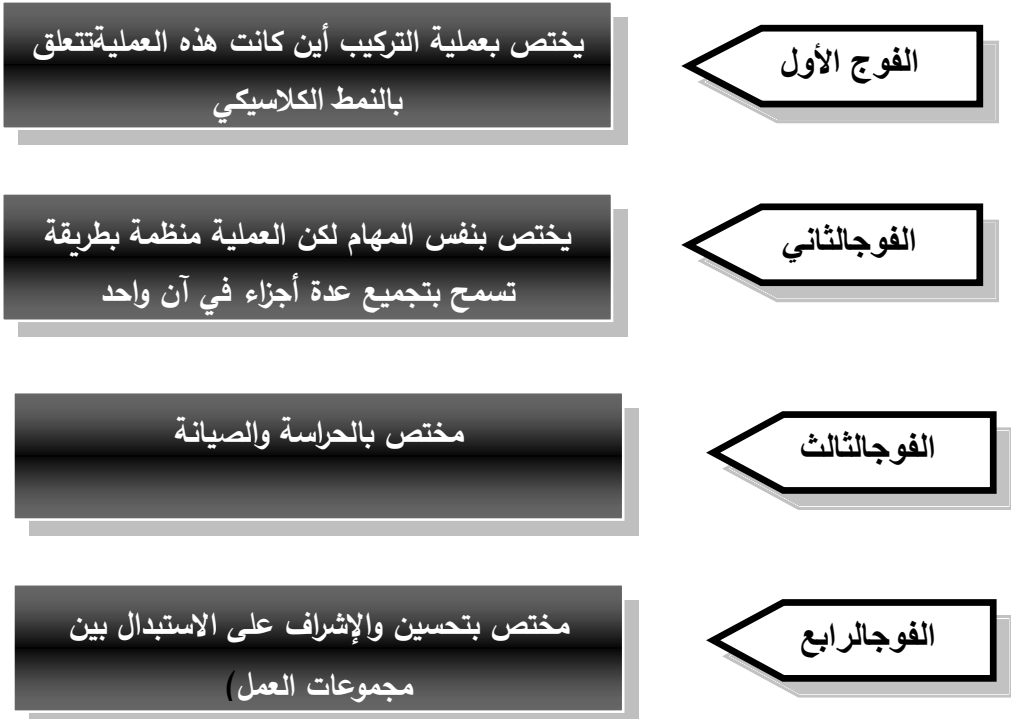 الفوج الأول
يختص بعملية التركيب أين كانت هذه العمليةتتعلق
بالنمط الكلاسيكي
الفوجالثاني
يختص بنفس المهام لكن العملية منظمة بطريقة
تسمح بتجميع عدة أجزاء في آن واحد
الفوجالثالث
مختص بالحراسة والصيانة
الفوجالرابع
مختص بتحسين والإشراف على الاستبدال بين
مجموعات العمل)